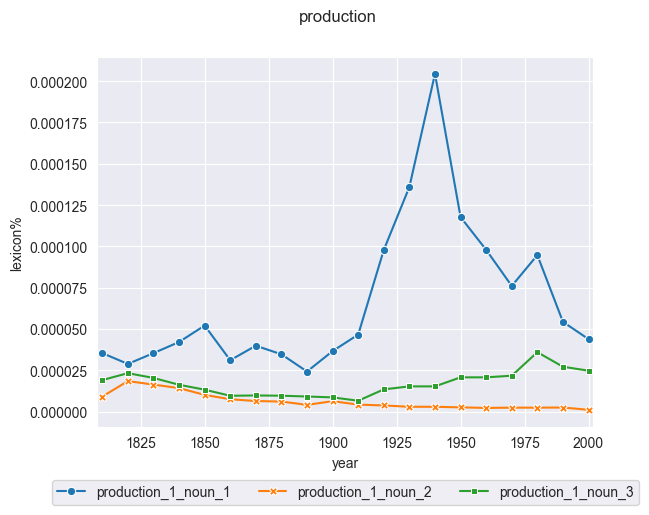 production
0.000200
0.000175
0.000150
0.000125
0.000100
0.000075
0.000050
0.000025
0.000000
lexicon%
1825 1850 1875 1900 1925 1950 1975 2000
year
production_1_noun_1 production_1_noun_2 production_1_noun_3